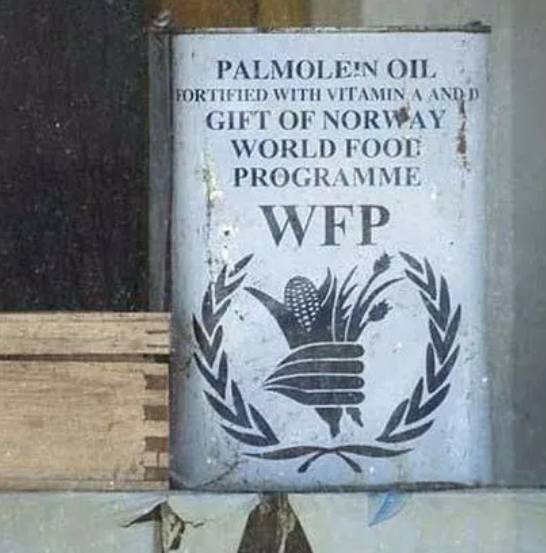 PALMOLEIN OIL
FORTIFIED WITH VITAMIN A AND D
GIFT OF NORWAY
WORLD FOOD
PROGRAMME
WFP